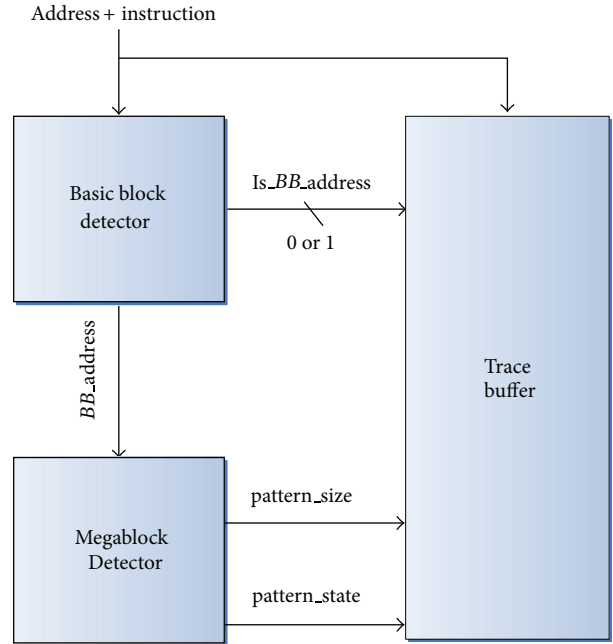 Address + instruction
Basic block
detector
Is_BB_address
0 or 1
BB_address
Trace
buffer
Megablock
Detector
pattern_size
pattern_state